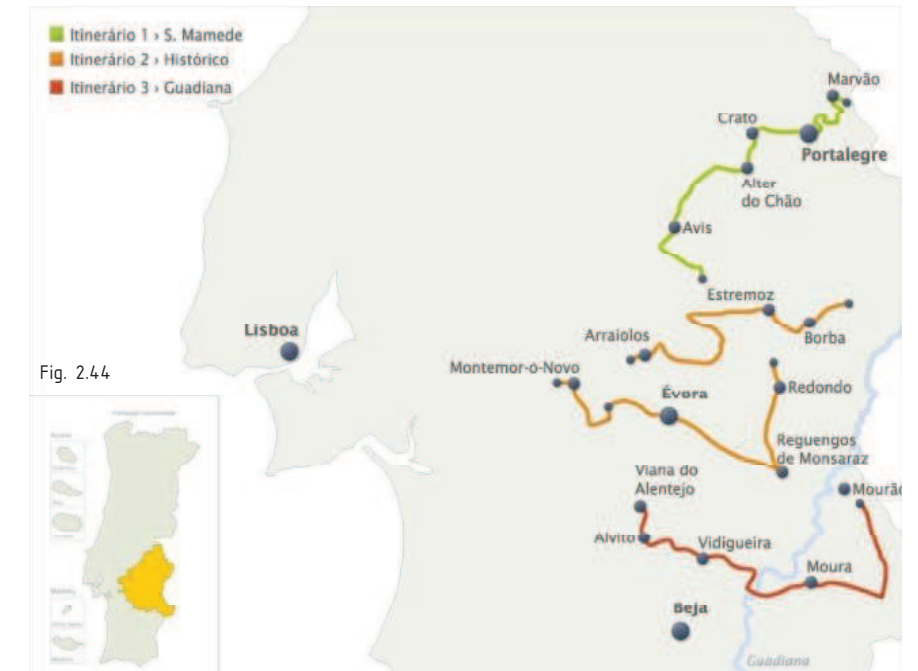 Itinerário 1 › S. Mamede
Itinerário 2 › Histórico
Itinerário 3 › Guadiana
Marvão
Crato
Portalegre
Alter
do Chão
Avis
Estremoz
Lisboa
Arraiolos
Borba
Fig. 2.44
Montemor-o-Novo
Évora
Redondo
Reguengos
de Monsaraz
Viana do
Alentejo
Mourão
Alvito
Vidigueira
Moura
Beja
Guadiana